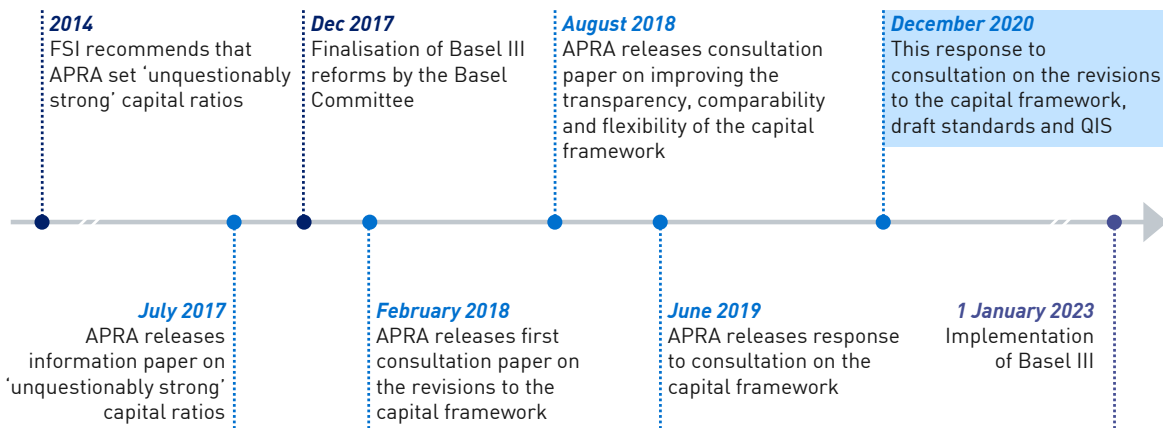 2014
FSI recommends that
APRA set ‘unquestionably
strong’ capital ratios
Dec 2017
Finalisation of Basel III
reforms by the Basel
Committee
August 2018
APRA releases consultation
paper on improving the
transparency, comparability
and flexibility of the capital
framework
December 2020
This response to
consultation on the revisions
to the capital framework,
draft standards and QIS
July 2017
APRA releases
information paper on
‘unquestionably strong’
capital ratios
February 2018
APRA releases first
consultation paper on
the revisions to the
capital framework
June 2019
APRA releases response
to consultation on the
capital framework
1 January 2023
Implementation
of Basel III